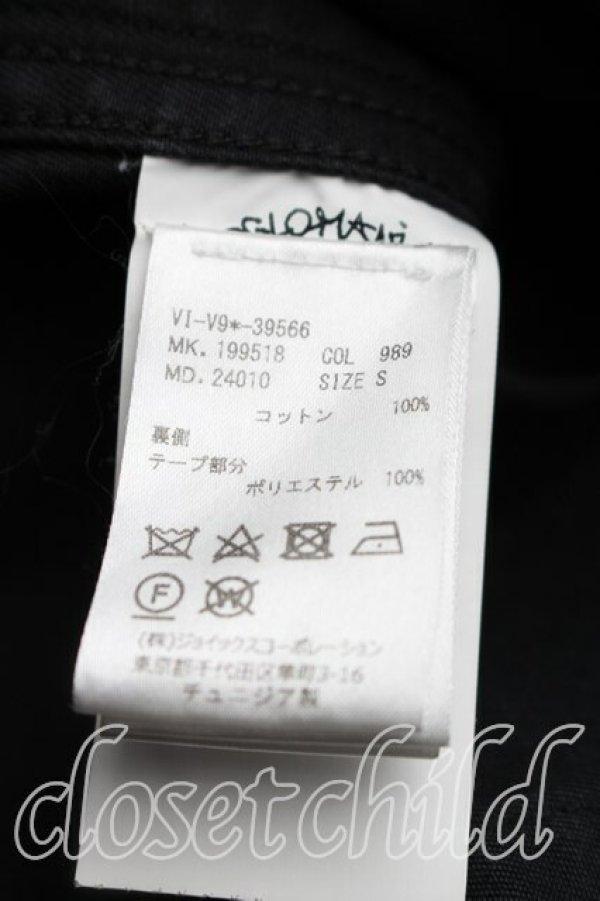 VI-V9*-39566
MK. 199518 COL 989
MD. 24010 SIZE S
コットン 100%
裏側
テープ部分
ポリエステル 100%
F
W
(株)ジョイックスコーポレーション
東京都千代田区隼町3-16
チュニジア製
closet child